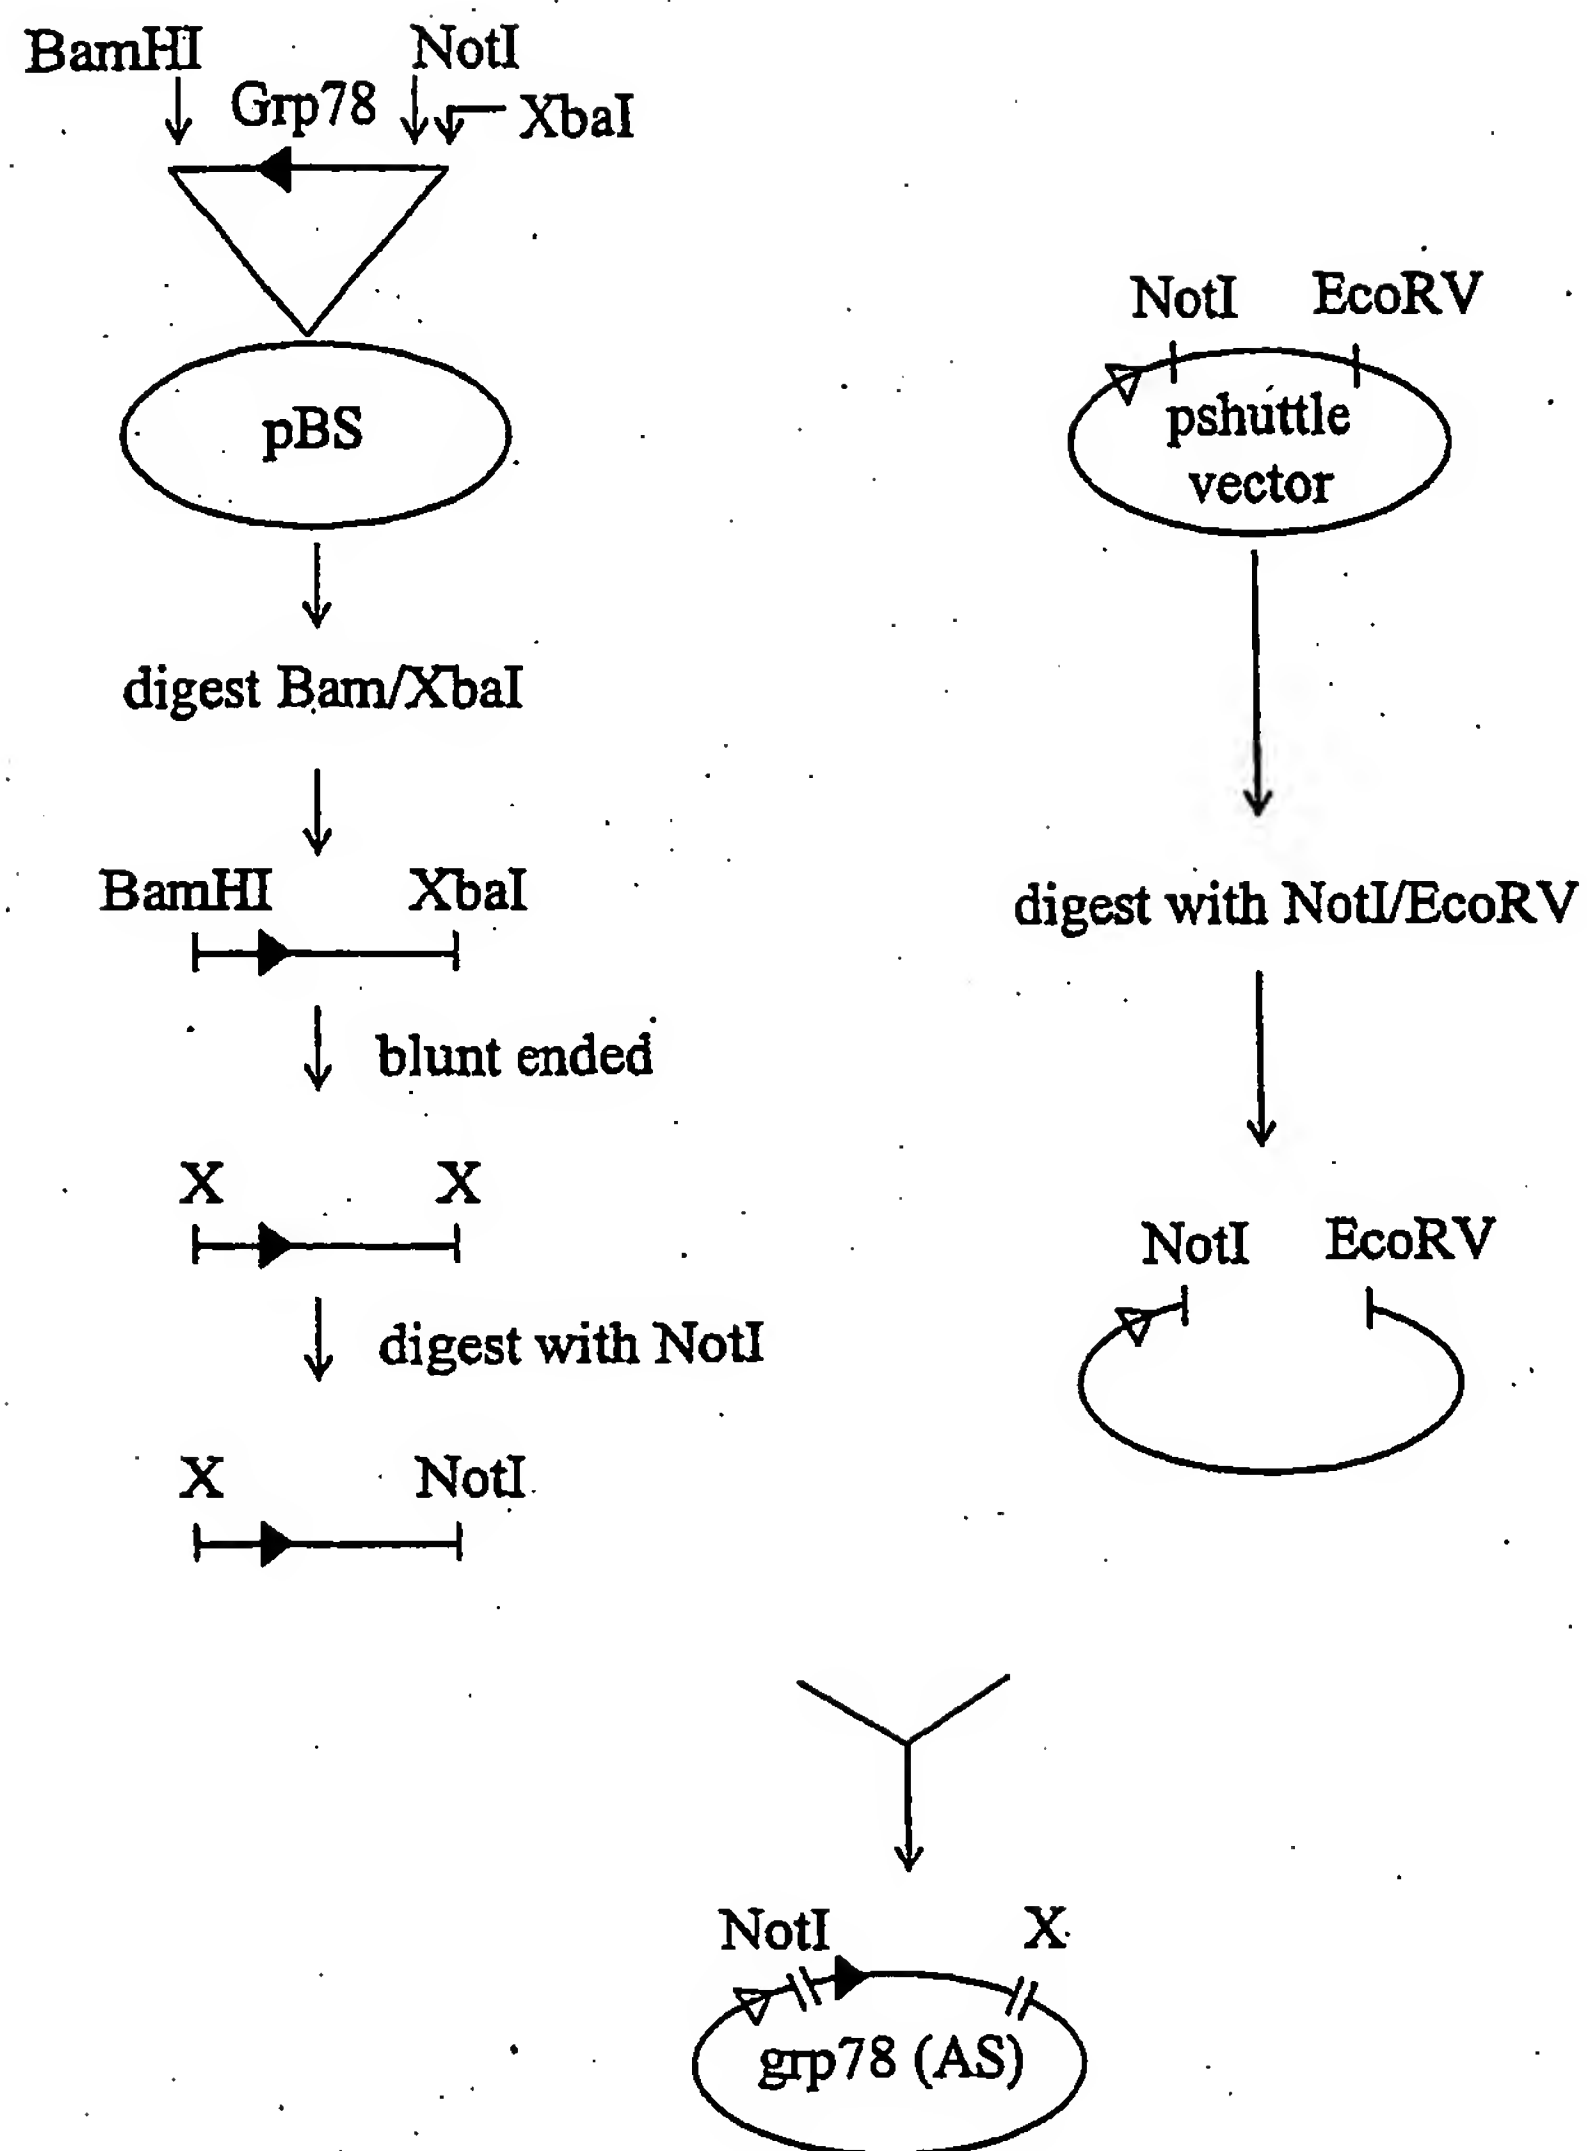 BamHI
NotI
Grp78
XbaI
pBS
digest Bam/XbaI
BamHI XbaI
blunt ended
X X
digest with NotI
X NotI
NotI EcoRV
pshuttle
vector
digest with NotI/EcoRV
NotI EcoRV
NotI X
grp78 (AS)